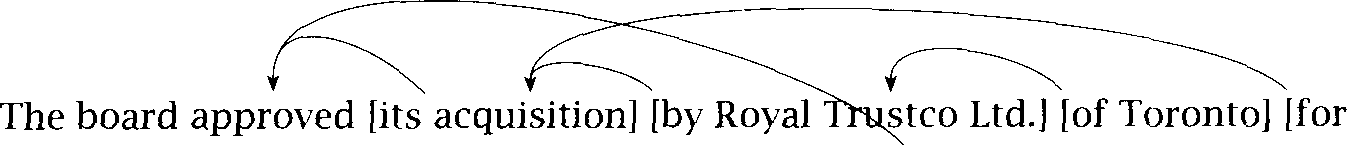 The board approved [its acquisition] [by Royal Trustco Ltd.] [of Toronto] [for